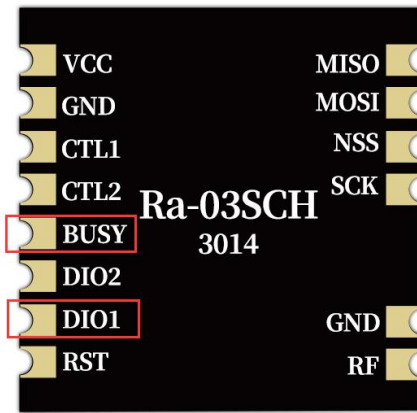 VCC
GND
CTL1
CTL2
BUSY
DIO2
DIO1
RST
Ra-03SCH
3014
MISO
MOSI
NSS
SCK
GND
RF